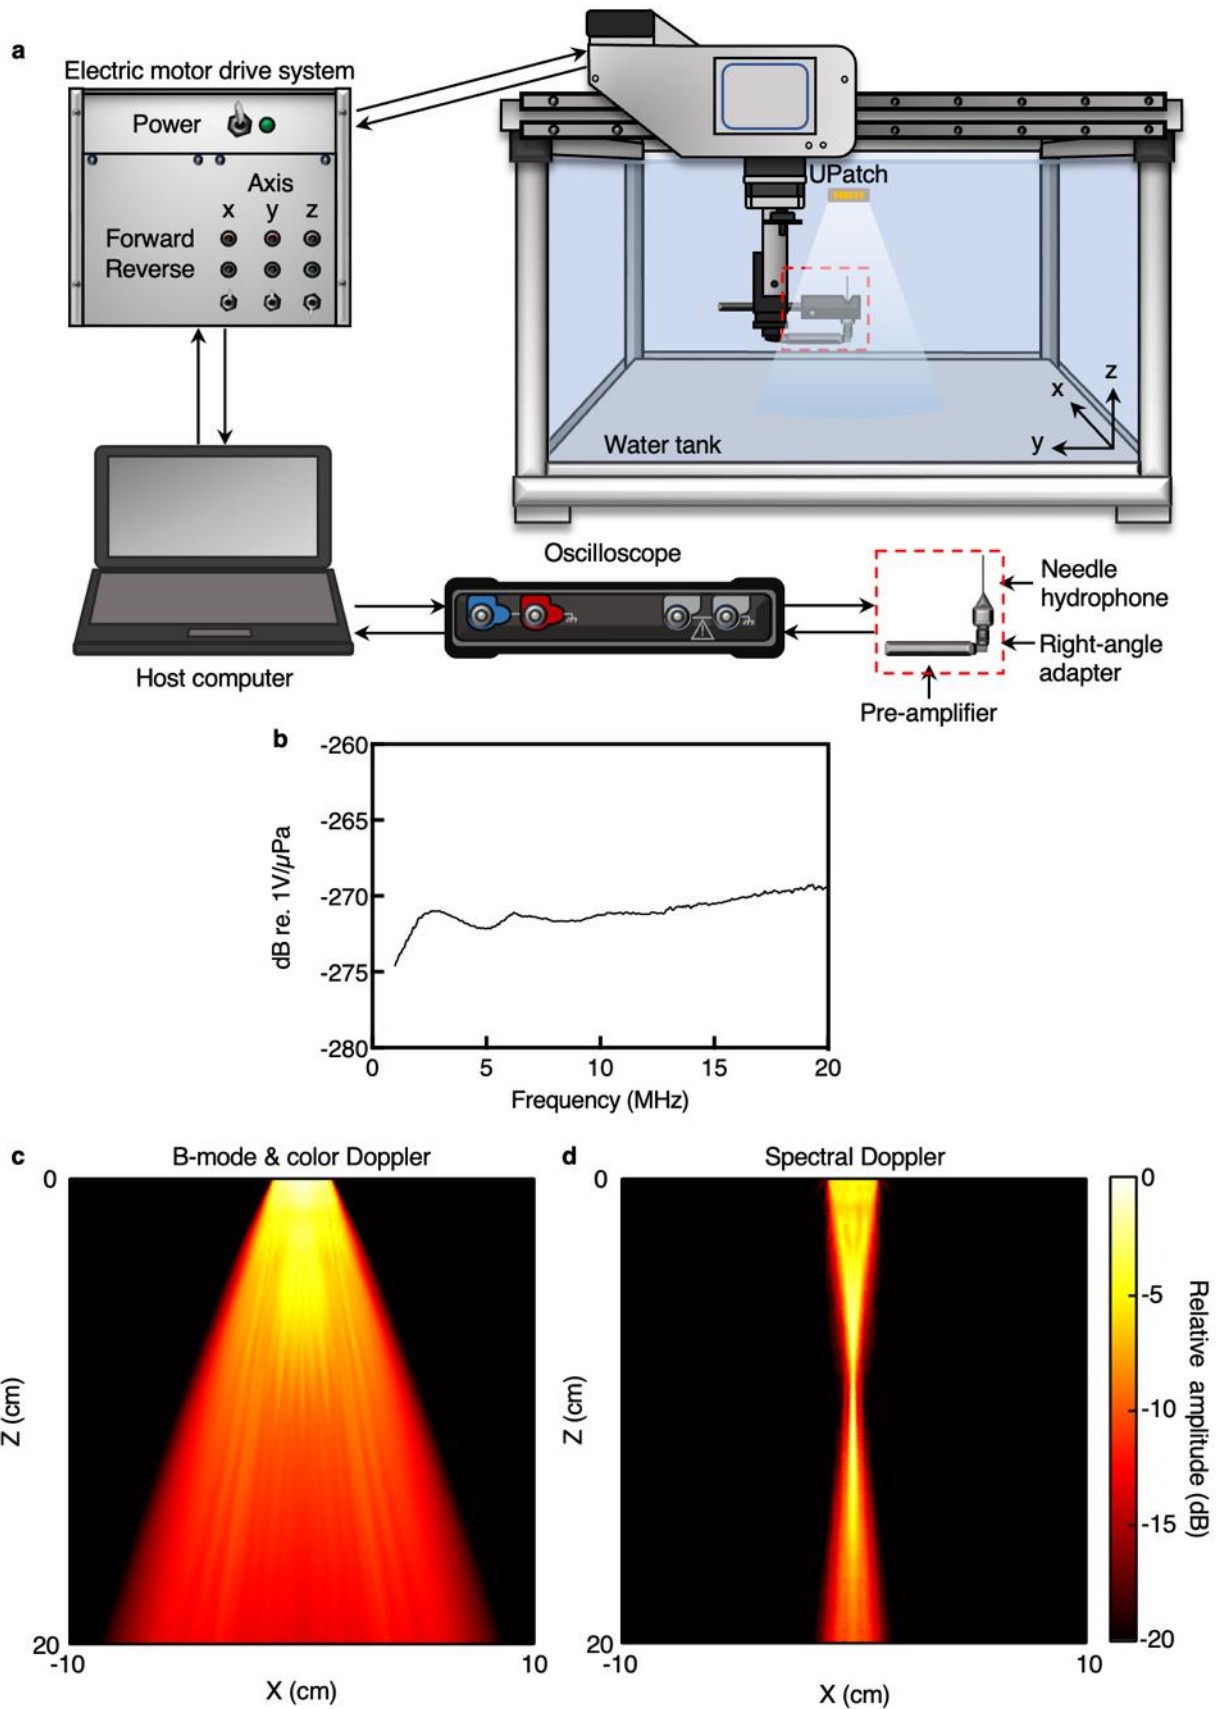 a
Electric motor drive system
Power
Axis
x y z
Forward
Reverse
UPatch
Water tank
z
x
y
Host computer
Oscilloscope
Needle
hydrophone
Right-angle
adapter
Pre-amplifier
b
dB re. 1V/µPa
-260
-265
-270
-275
-280
0 5 10 15 20
Frequency (MHz)
c
B-mode & color Doppler
0
Z (cm)
20
-10 10
X (cm)
d
Spectral Doppler
0
Z (cm)
20
-10 10
X (cm)
0
-5
-10
-15
-20
Relative amplitude (dB)